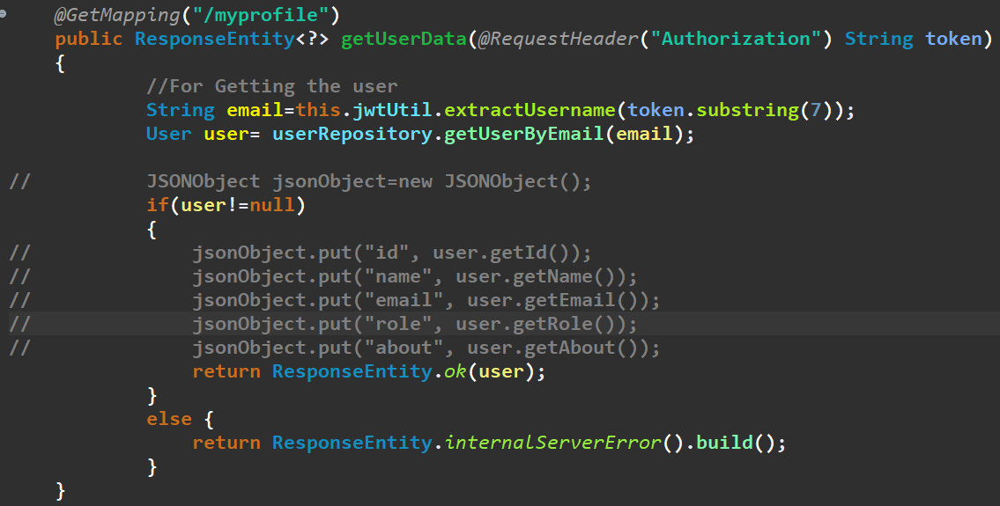 @GetMapping("/myprofile")
public ResponseEntity<?> getUserData(@RequestHeader("Authorization") String token)
{
        //For Getting the user
        String email=this.jwtUtil.extractUsername(token.substring(7));
        User user= userRepository.getUserByEmail(email);
//          JSONObject jsonObject=new JSONObject();
        if(user!=null)
        {
//              jsonObject.put("id", user.getId());
//              jsonObject.put("name", user.getName());
//              jsonObject.put("email", user.getEmail());
//              jsonObject.put("role", user.getRole());
//              jsonObject.put("about", user.getAbout());
            return ResponseEntity.ok(user);
        }
        else {
            return ResponseEntity.internalServerError().build();
        }
}